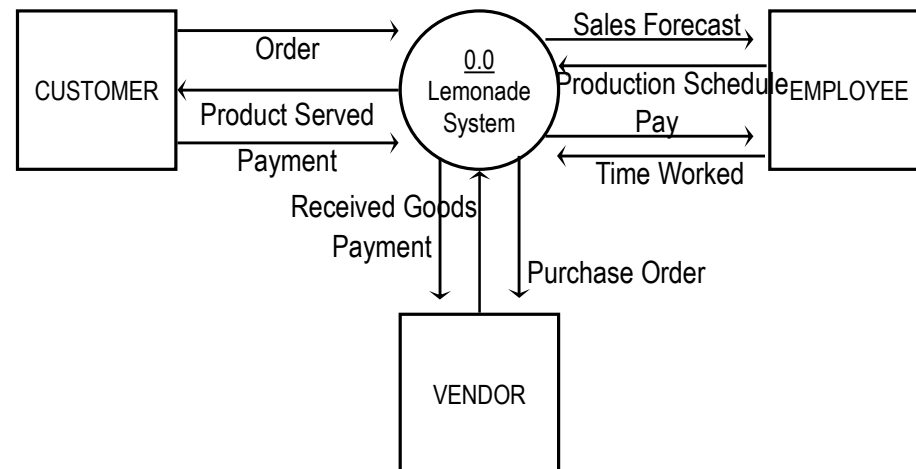 Order
Sales Forecast
0.0
Lemonade
System
CUSTOMER
Production Schedule
EMPLOYEE
Product Served
Pay
Payment
Time Worked
Received Goods
Payment
Purchase Order
VENDOR